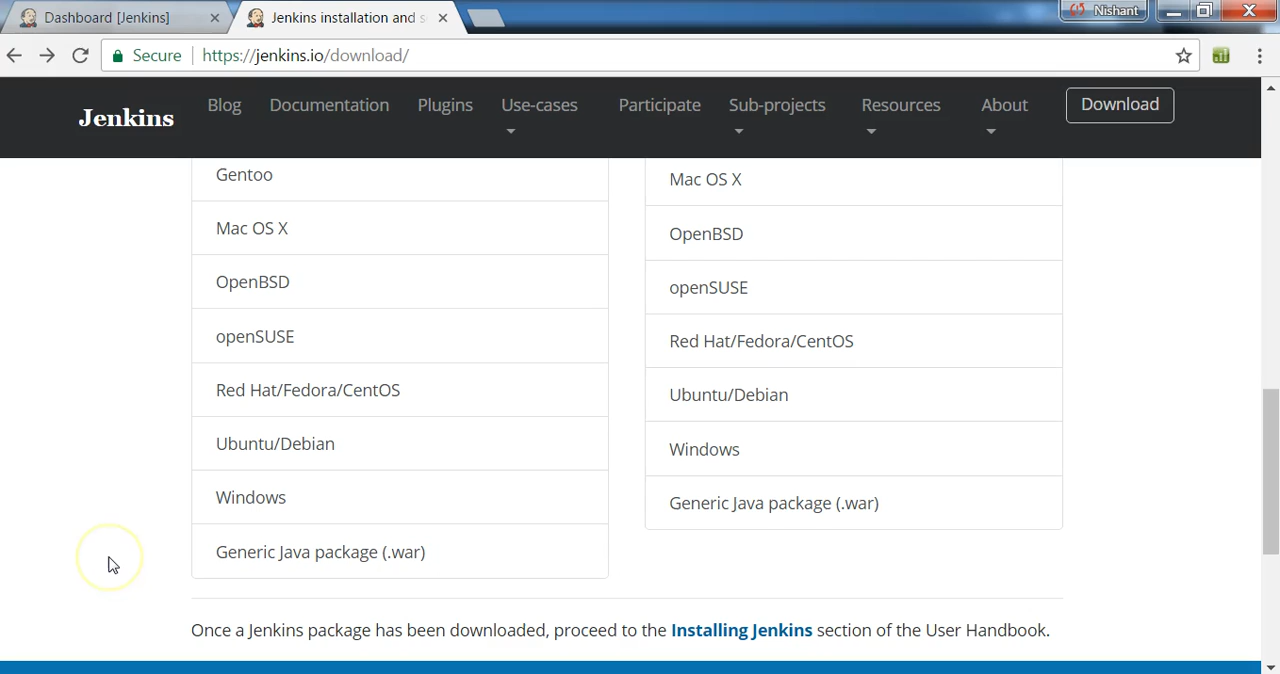 Dashboard [Jenkins]
Jenkins installation and s
Nishant
Secure https://jenkins.io/download/
Jenkins Blog Documentation Plugins Use-cases Participate Sub-projects Resources About Download
Gentoo
Mac OS X
OpenBSD
openSUSE
Red Hat/Fedora/CentOS
Ubuntu/Debian
Windows
Generic Java package (.war)
Mac OS X
OpenBSD
openSUSE
Red Hat/Fedora/CentOS
Ubuntu/Debian
Windows
Generic Java package (.war)
Once a Jenkins package has been downloaded, proceed to the Installing Jenkins section of the User Handbook.